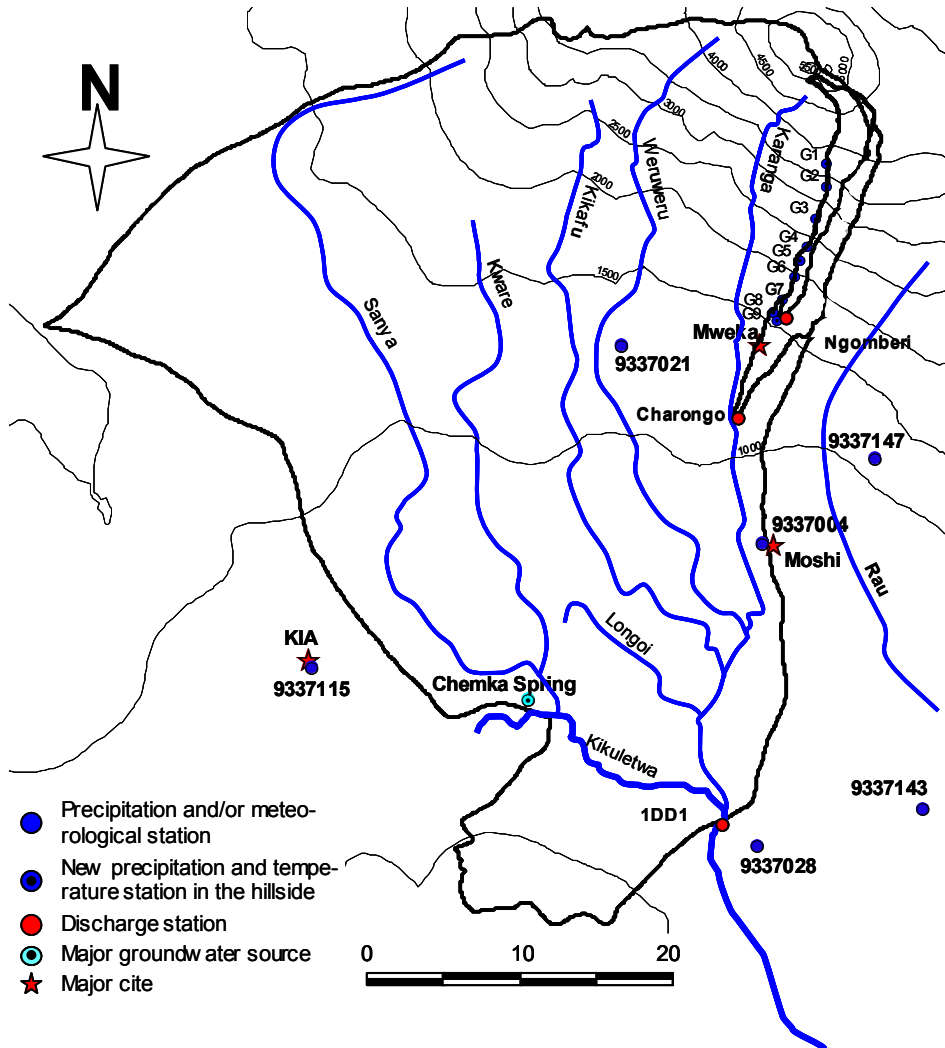 N
4000
4500
5500
5000
3000
2500
2000
1500
1000
G1
G2
G3
G4
G5
G6
G7
G8
G9
Karanga
Weruweru
Kikafu
Kware
Sanya
Mweka
Ngomberi
9337021
Charongo
9337147
9337004
Moshi
Rau
Longoi
KIA
9337115
Chemka Spring
Kikuletwa
9337143
1DD1
9337028
Precipitation and/or meteo-
rological station
New precipitation and tempe-
rature station in the hillside
Discharge station
Major groundwater source
Major cite
0 10 20